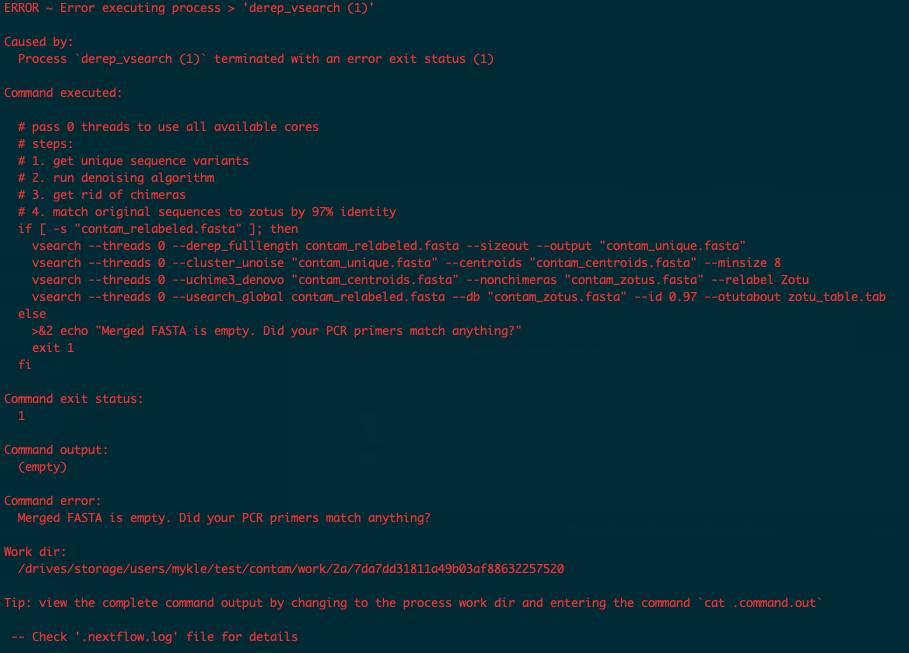 ERROR ~ Error executing process > 'derep_vsearch (1)'

Caused by:
  Process `derep_vsearch (1)` terminated with an error exit status (1)

Command executed:

  # pass 0 threads to use all available cores
  # steps:
  # 1. get unique sequence variants
  # 2. run denoising algorithm
  # 3. get rid of chimeras
  # 4. match original sequences to zotus by 97% identity
  if [ -s "contam_relabeled.fasta" ]; then
    vsearch --threads 0 --derep_fulllength contam_relabeled.fasta --sizeout --output "contam_unique.fasta"
    vsearch --threads 0 --cluster_unoise "contam_unique.fasta" --centroids "contam_centroids.fasta" --minsize 8
    vsearch --threads 0 --uchime3_denovo "contam_centroids.fasta" --nonchimeras "contam_zotus.fasta" --relabel Zotu
    vsearch --threads 0 --usearch_global contam_relabeled.fasta --db "contam_zotus.fasta" --id 0.97 --otutabout zotu_table.tab
  else
    >&2 echo "Merged FASTA is empty. Did your PCR primers match anything?"
    exit 1
  fi

Command exit status:
  1

Command output:
  (empty)

Command error:
  Merged FASTA is empty. Did your PCR primers match anything?

Work dir:
  /drives/storage/users/mykle/test/contam/work/2a/7da7dd31811a49b03af88632257520

Tip: view the complete command output by changing to the process work dir and entering the command `cat .command.out`

 -- Check '.nextflow.log' file for details